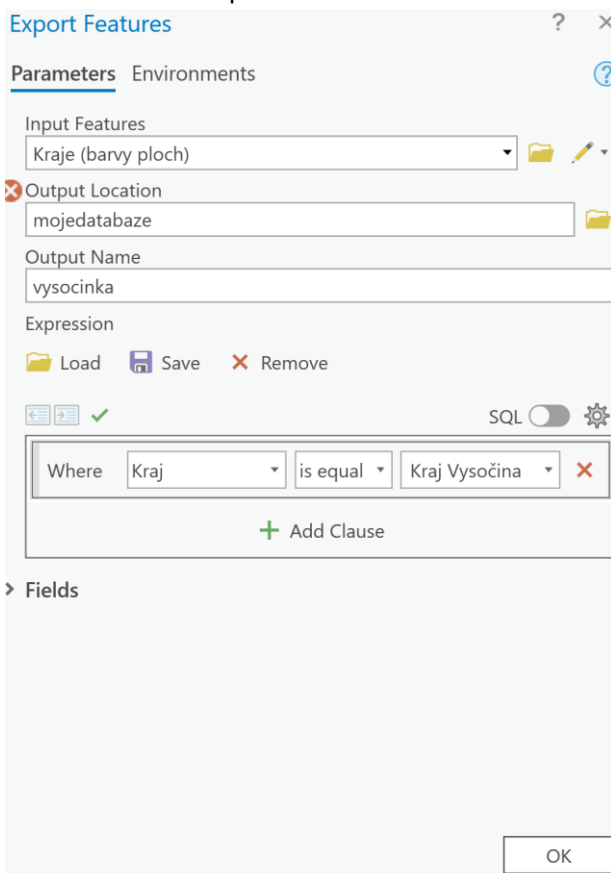 Export Features ?
Parameters Environments ?
Input Features
Kraje (barvy ploch)
Output Location
mojedatabaze
Output Name
vysocinka
Expression
Load Save Remove
SQL
Where Kraj is equal Kraj Vysočina
Add Clause
Fields
OK